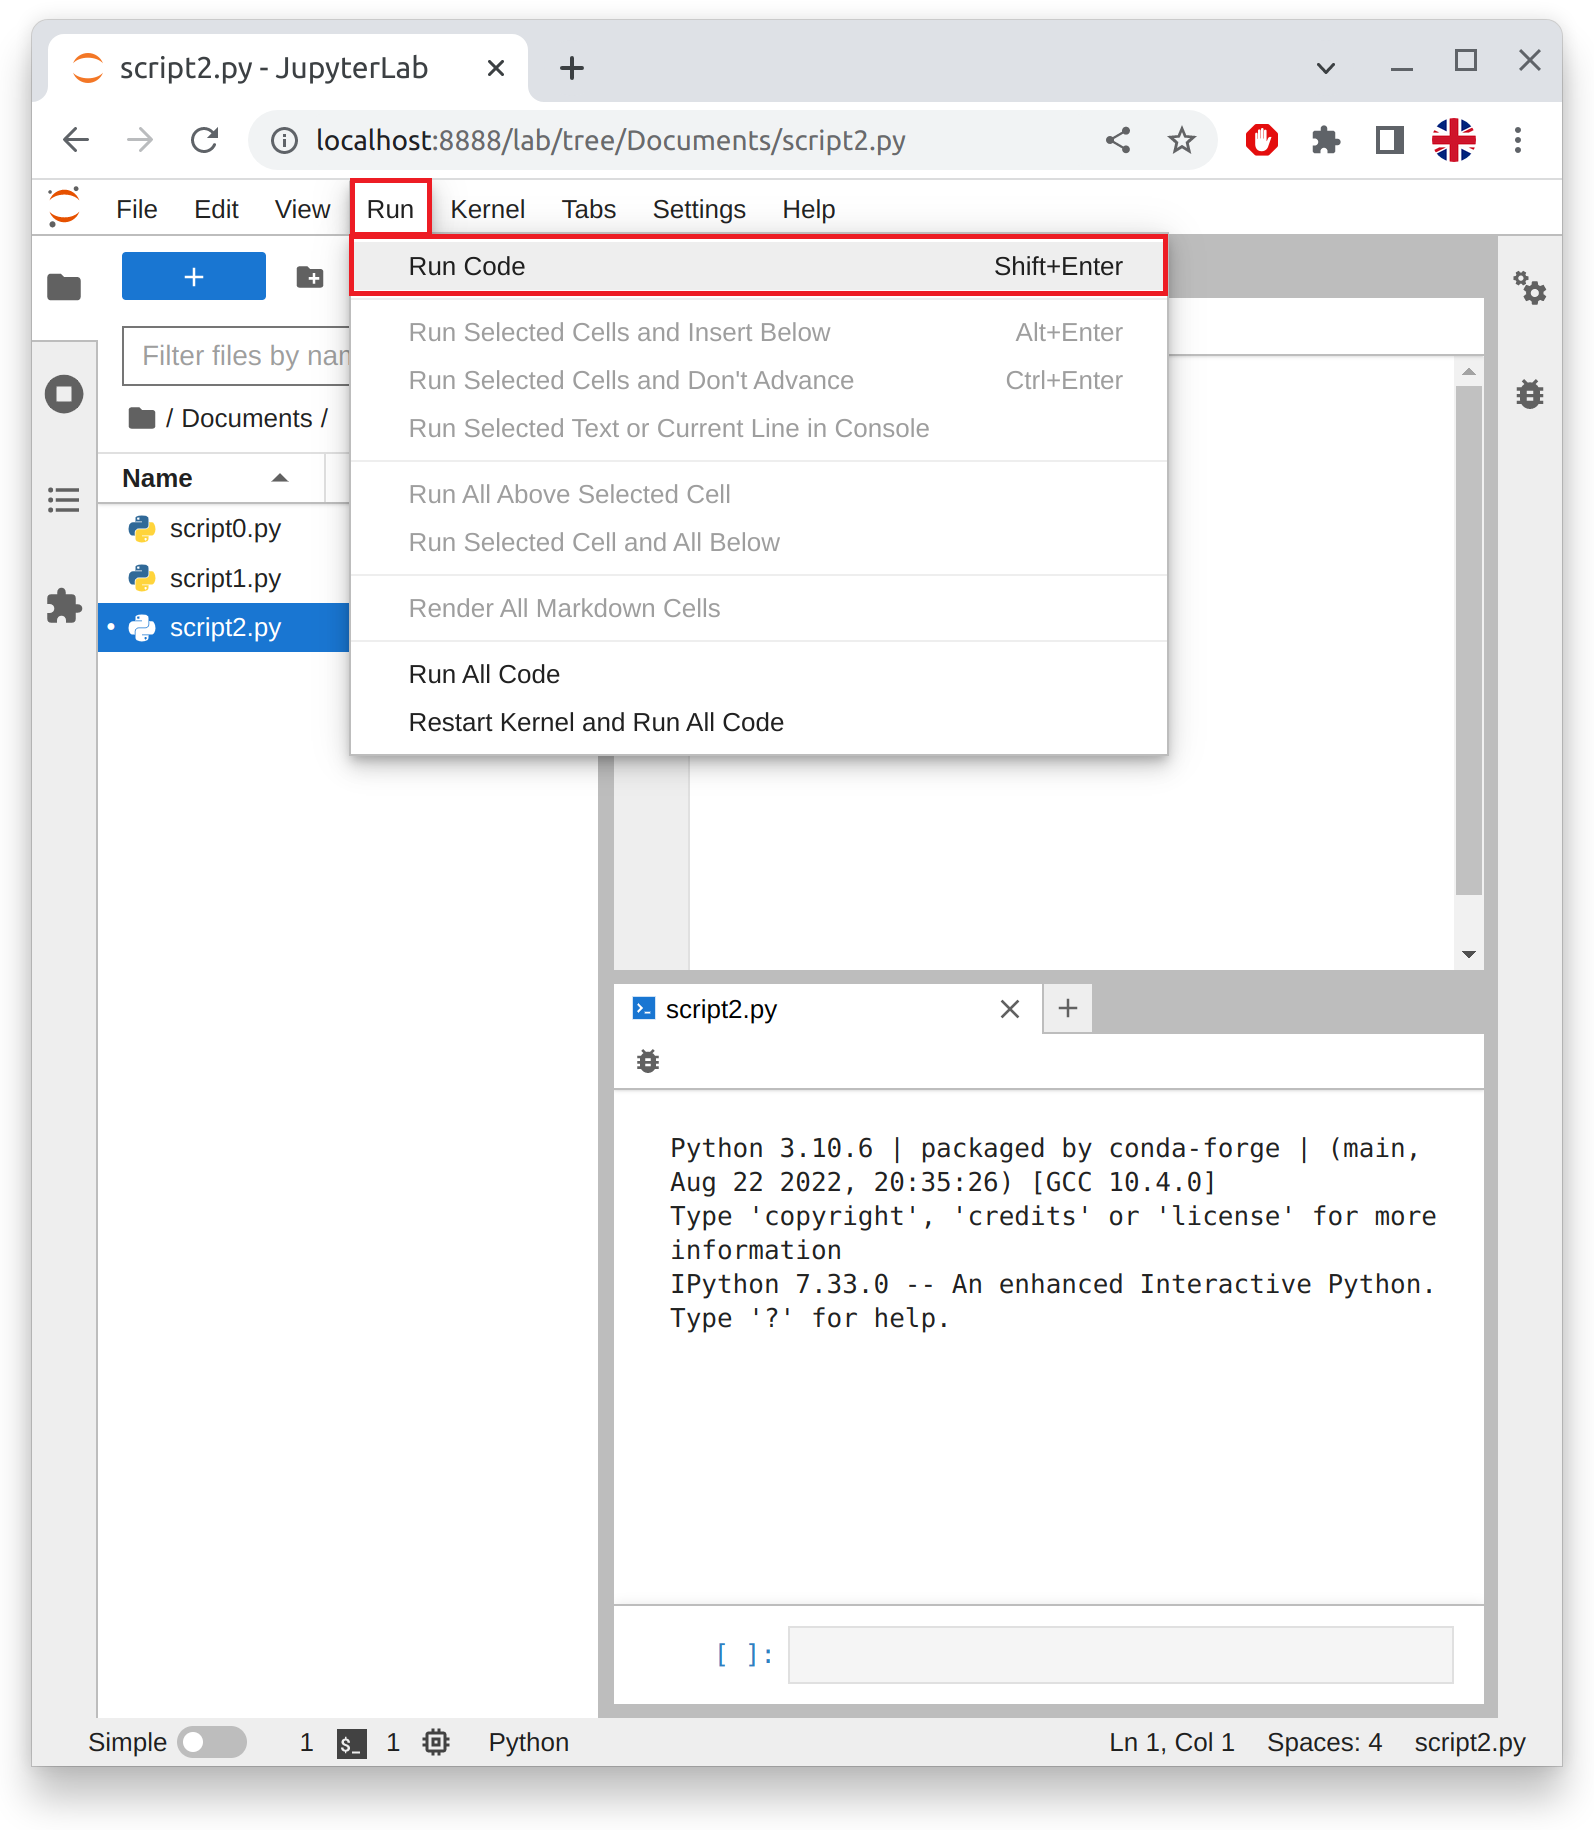 script2.py - JupyterLab
localhost:8888/lab/tree/Documents/script2.py
File Edit View Run Kernel Tabs Settings Help
Run Code Shift+Enter
Run Selected Cells and Insert Below Alt+Enter
Run Selected Cells and Don't Advance Ctrl+Enter
Run Selected Text or Current Line in Console
Run All Above Selected Cell
Run Selected Cell and All Below
Render All Markdown Cells
Run All Code
Restart Kernel and Run All Code
Filter files by nam
/ Documents /
Name
script0.py
script1.py
script2.py
script2.py
Python 3.10.6 | packaged by conda-forge | (main,
Aug 22 2022, 20:35:26) [GCC 10.4.0]
Type 'copyright', 'credits' or 'license' for more
information
IPython 7.33.0 -- An enhanced Interactive Python.
Type '?' for help.
[ ]:
Simple 1 $_ 1 Python Ln 1, Col 1 Spaces: 4 script2.py